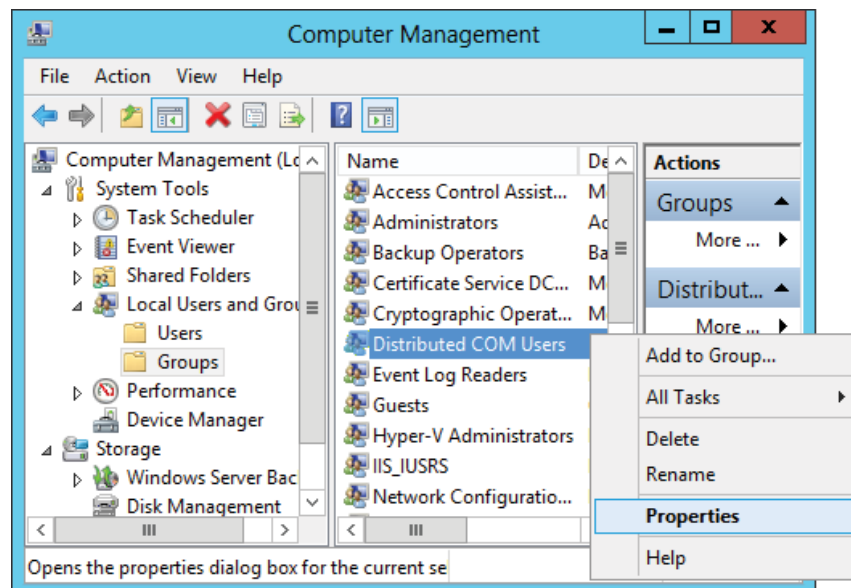 Computer Management
File Action View Help
Computer Management (Lo
System Tools
Task Scheduler
Event Viewer
Shared Folders
Local Users and Grou
Users
Groups
Performance
Device Manager
Storage
Windows Server Bac
Disk Management
Name De
Access Control Assist... M
Administrators Ad
Backup Operators Ba
Certificate Service DC... M
Cryptographic Operat... M
Distributed COM Users
Event Log Readers
Guests
Hyper-V Administrators
IIS_IUSRS
Network Configuratio...
Actions
Groups
More ...
Distribut...
More ...
Add to Group...
All Tasks
Delete
Rename
Properties
Help
Opens the properties dialog box for the current se